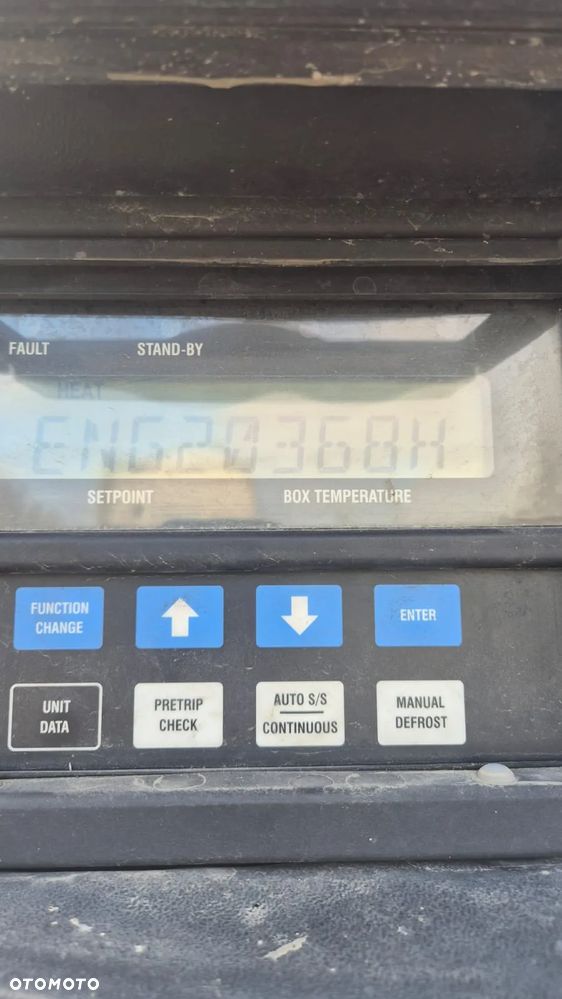 FAULT STAND-BY
HEAT
ENG20368H
SETPOINT BOX TEMPERATURE
FUNCTION CHANGE
ENTER
UNIT DATA
PRETRIP CHECK
AUTO S/S
CONTINUOUS
MANUAL DEFROST
OTOMOTO